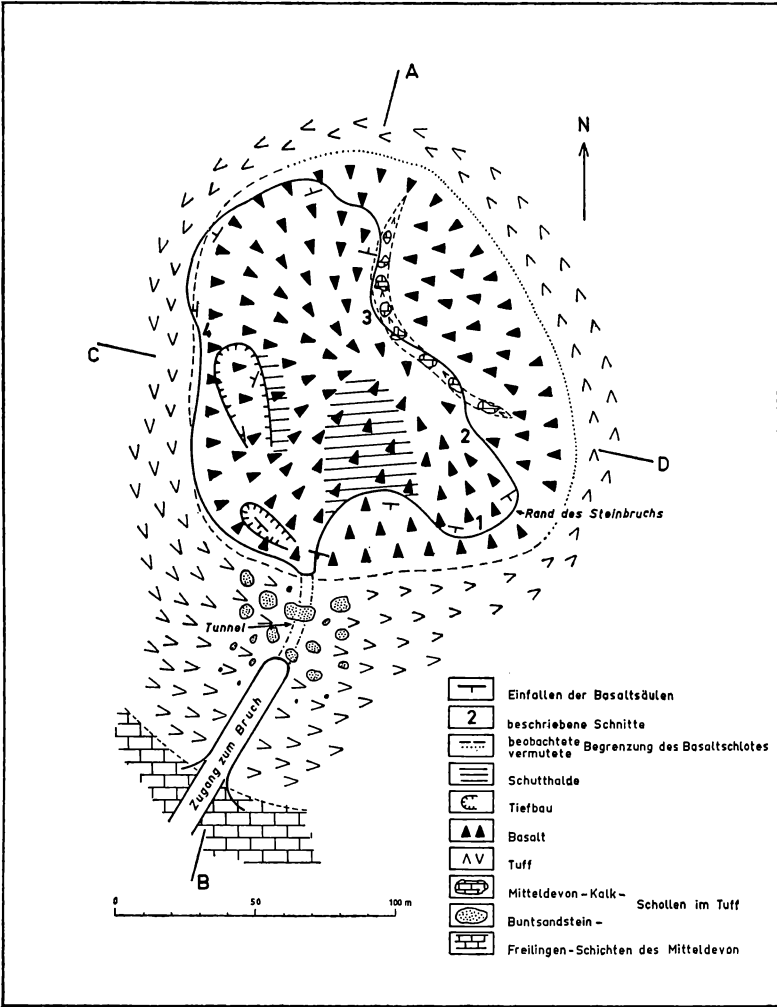 A
N
C
3
2
D
1
Rand des Steinbruchs
Tunnel
Zugang zum Bruch
B
0 50 100 m
Einfallen der Basaltsäulen
2 beschriebene Schnitte
beobachtete
vermutete Begrenzung des Basaltschlotes
Schutthalde
Tiefbau
Basalt
Tuff
Mitteldevon-Kalk-
Schollen im Tuff
Buntsandstein-
Freilingen-Schichten des Mitteldevon